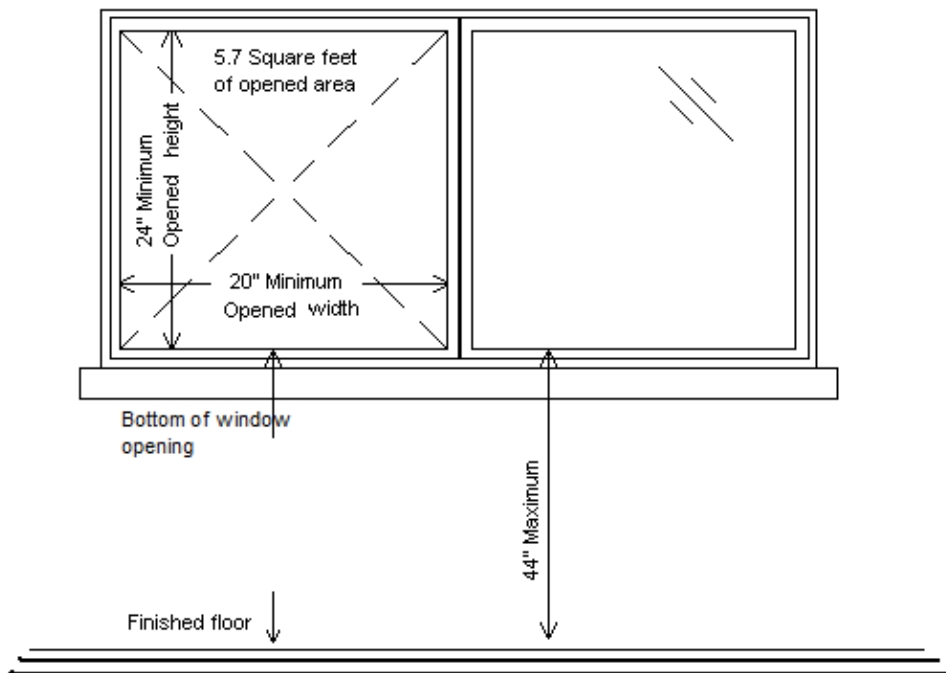 5.7 Square feet
of opened area
24" Minimum
Opened height
20" Minimum
Opened width
Bottom of window
opening
44" Maximum
Finished floor